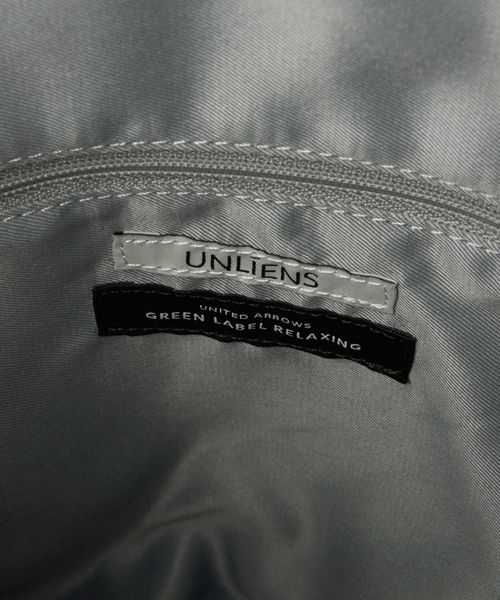 UNLiENS
UNITED ARROWS
GREEN LABEL RELAXING